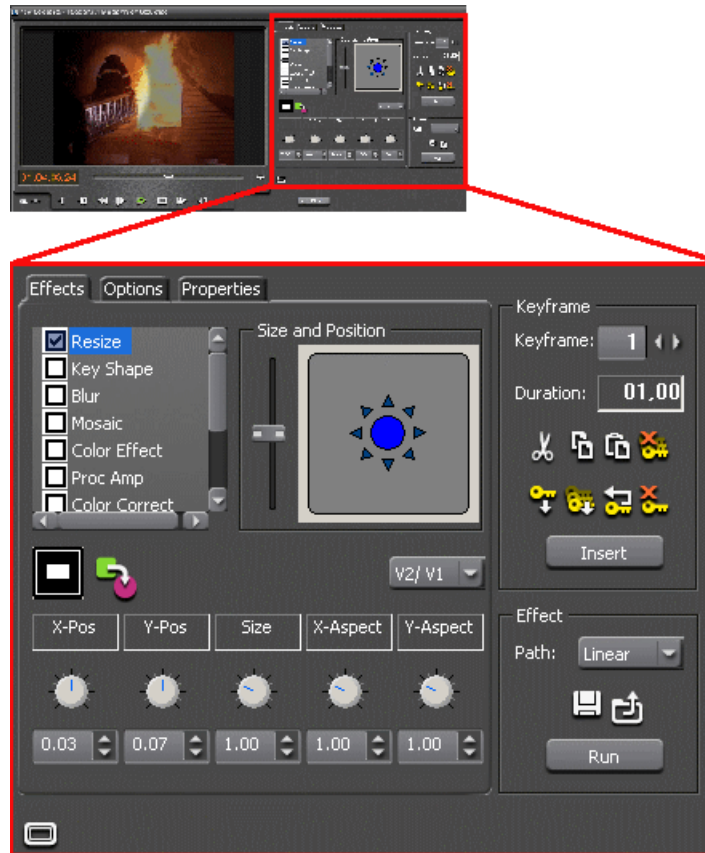 01:04:06;24
Effects Options Properties
Resize
Key Shape
Blur
Mosaic
Color Effect
Proc Amp
Color Correct
Size and Position
V2/ V1
X-Pos Y-Pos Size X-Aspect Y-Aspect
0.03 0.07 1.00 1.00 1.00
Keyframe
Keyframe: 1
Duration: 01,00
Insert
Effect
Path: Linear
Run